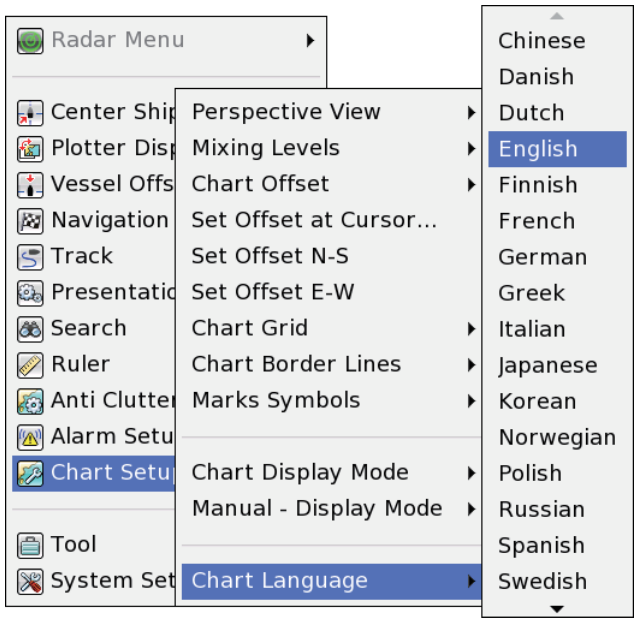 Radar Menu
Center Ship
Plotter Disp
Vessel Offs
Navigation
Track
Presentatio
Search
Ruler
Anti Clutter
Alarm Setu
Chart Setup
Tool
System Set
Perspective View
Mixing Levels
Chart Offset
Set Offset at Cursor...
Set Offset N-S
Set Offset E-W
Chart Grid
Chart Border Lines
Marks Symbols
Chart Display Mode
Manual - Display Mode
Chart Language
Chinese
Danish
Dutch
English
Finnish
French
German
Greek
Italian
Japanese
Korean
Norwegian
Polish
Russian
Spanish
Swedish